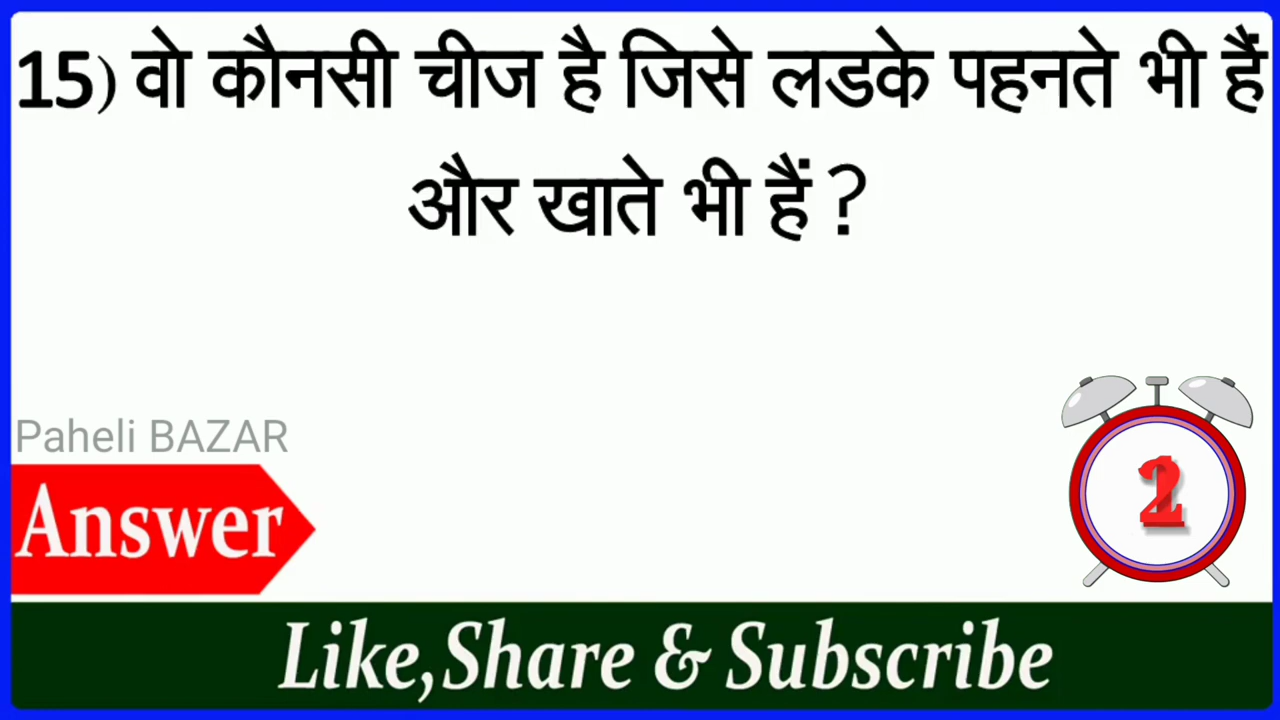 15) वो कौनसी चीज है जिसे लडके पहनते भी हैं
और खाते भी हैं ?
Paheli BAZAR
Answer
2
Like,Share & Subscribe